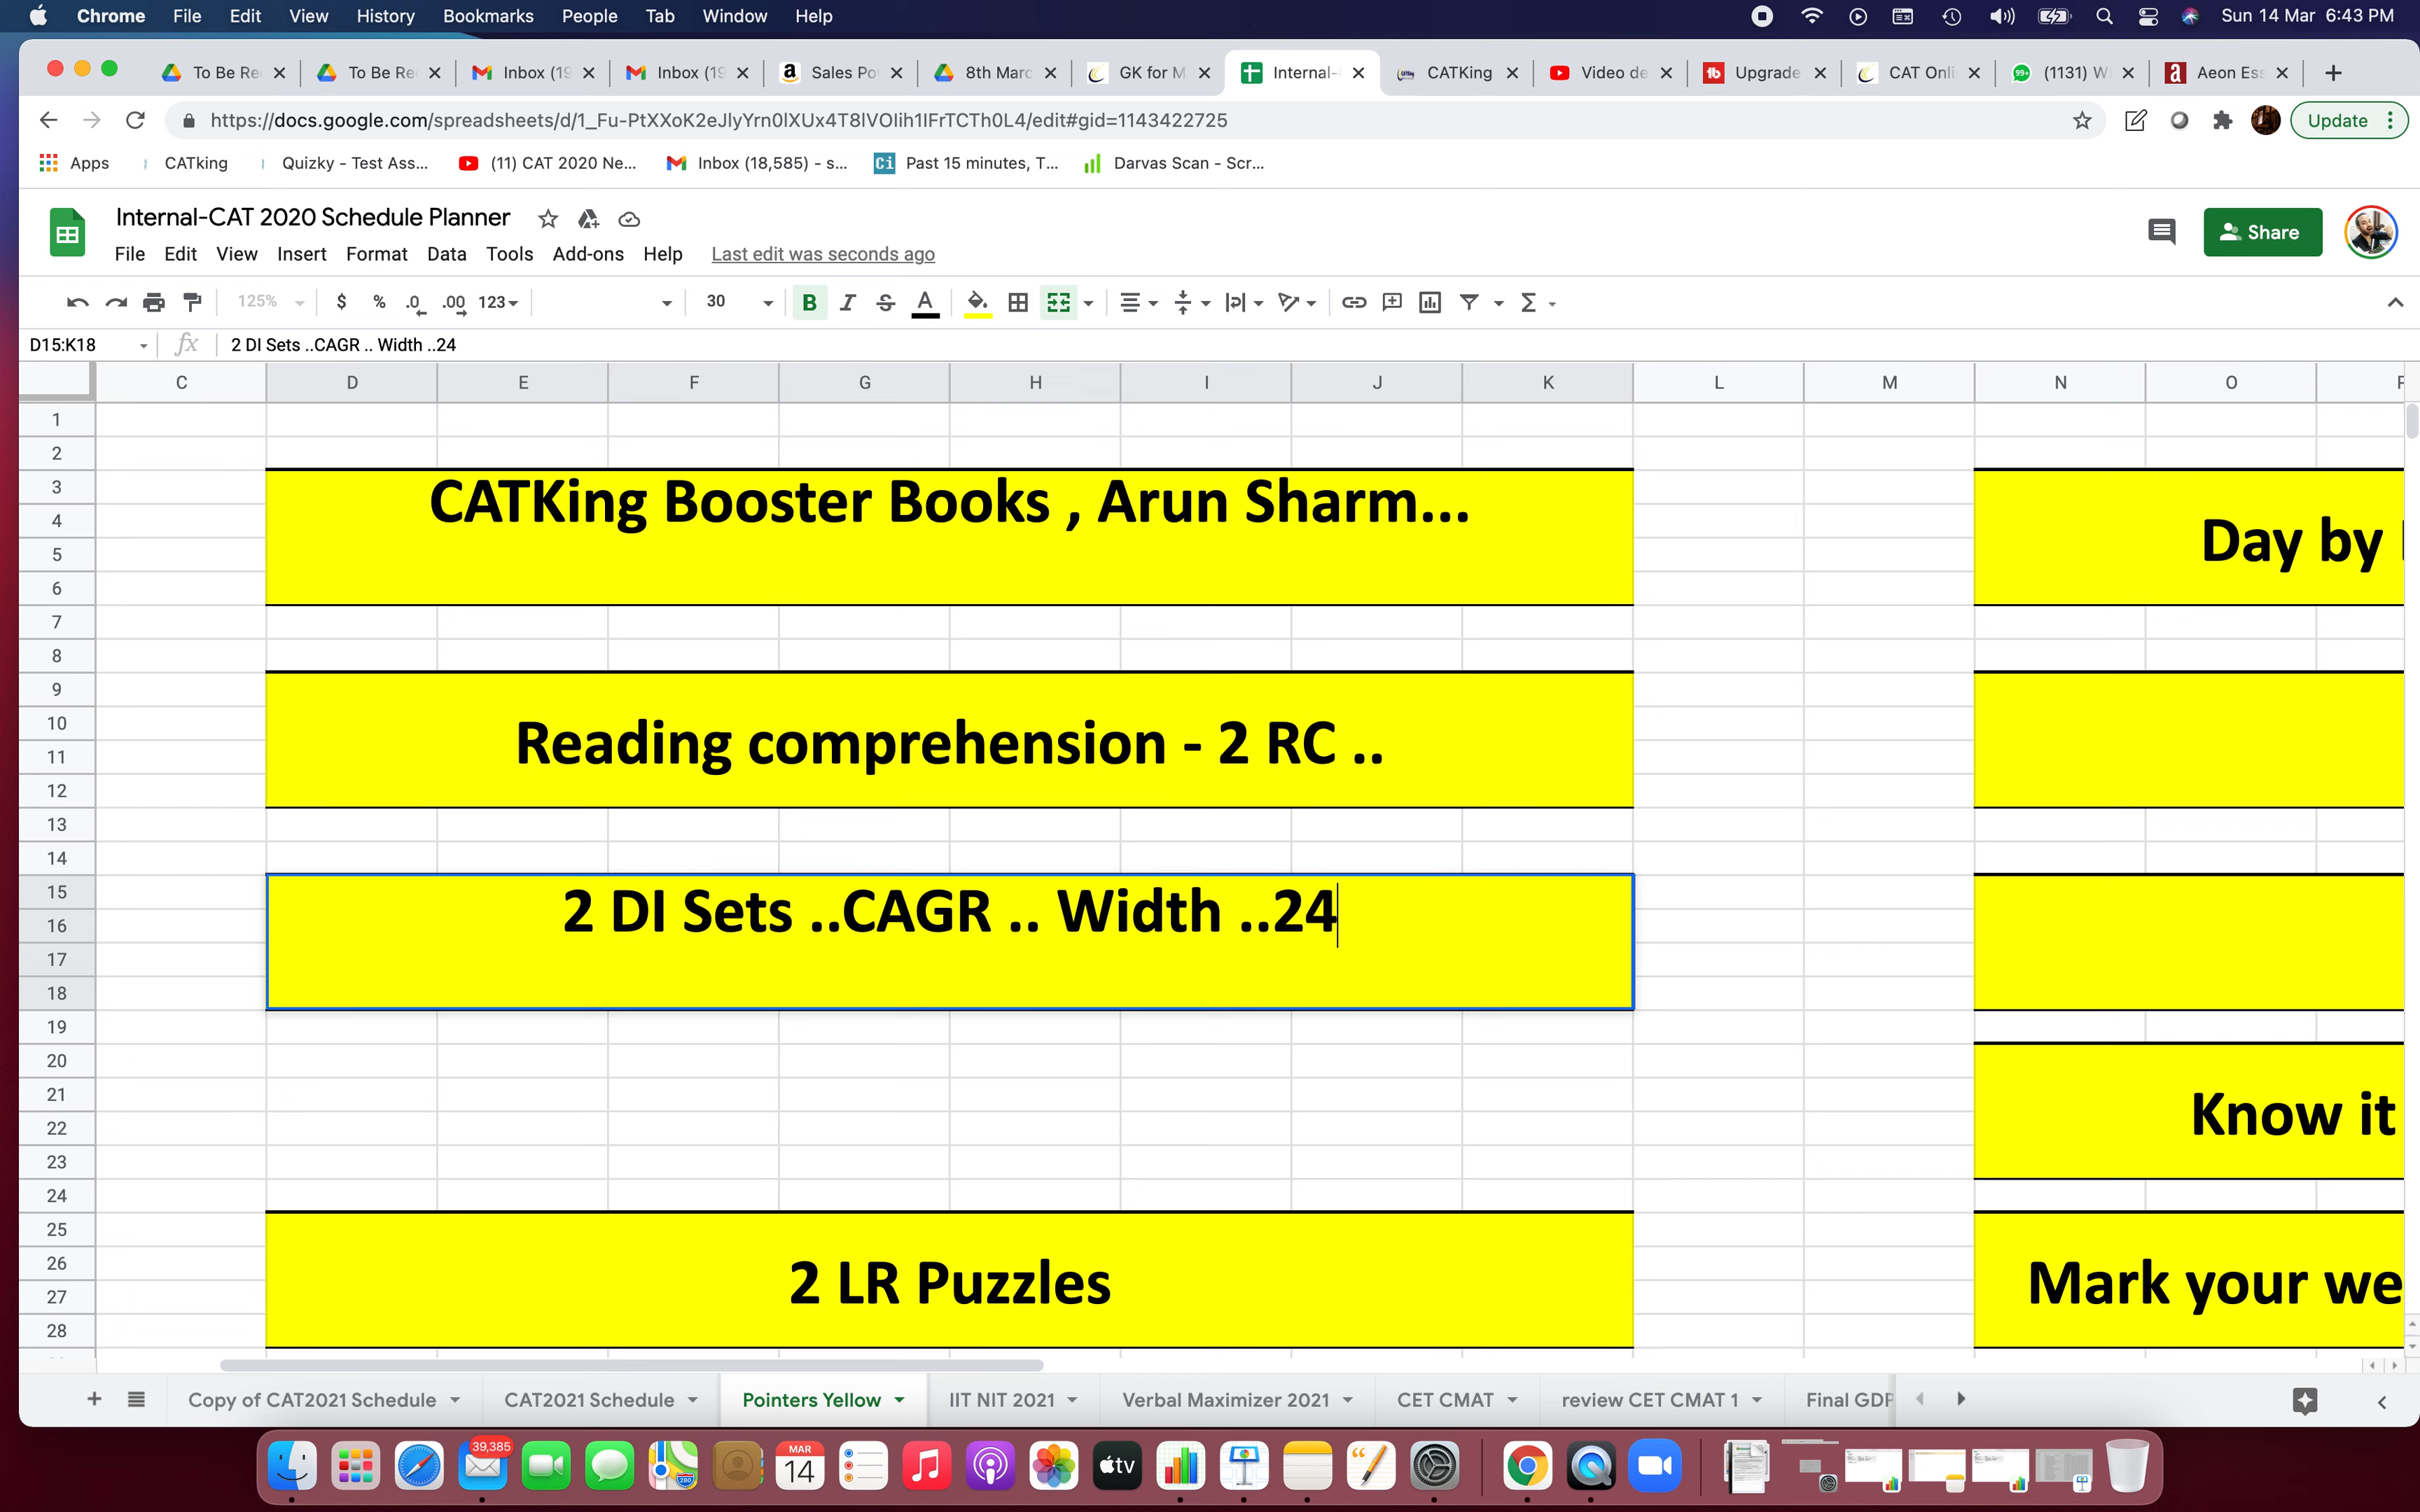 Chrome File Edit View History Bookmarks People Tab Window Help Sun 14 Mar 6:43 PM
To Be Re To Be Re Inbox (19 Inbox (19 Sales Po 8th Marc GK for M Internal- CATKing Video de Upgrade CAT Onli (1131) W Aeon Ess
https://docs.google.com/spreadsheets/d/1_Fu-PtXXoK2eJlyYrn0lXUx4T8IVOlih1IFrTCTh0L4/edit#gid=1143422725 Update
Apps CATking Quizky - Test Ass... (11) CAT 2020 Ne... Inbox (18,585) - s... Ci Past 15 minutes, T... Darvas Scan - Scr...
Internal-CAT 2020 Schedule Planner
Share
File Edit View Insert Format Data Tools Add-ons Help Last edit was seconds ago
125% $ % .0 .00 123 30 B I S A
D15:K18 fx 2 DI Sets ..CAGR .. Width ..24
C D E F G H I J K L M N O
1
2
3
4
5
6
7
8
9
10
11
12
13
14
15
16
17
18
19
20
21
22
23
24
25
26
27
28
CATKing Booster Books , Arun Sharm...
Day by
Reading comprehension - 2 RC ..
2 DI Sets ..CAGR .. Width ..24
Know it
2 LR Puzzles
Mark your we
Copy of CAT2021 Schedule CAT2021 Schedule Pointers Yellow IIT NIT 2021 Verbal Maximizer 2021 CET CMAT review CET CMAT 1 Final GDP
39,385
MAR
14
tv